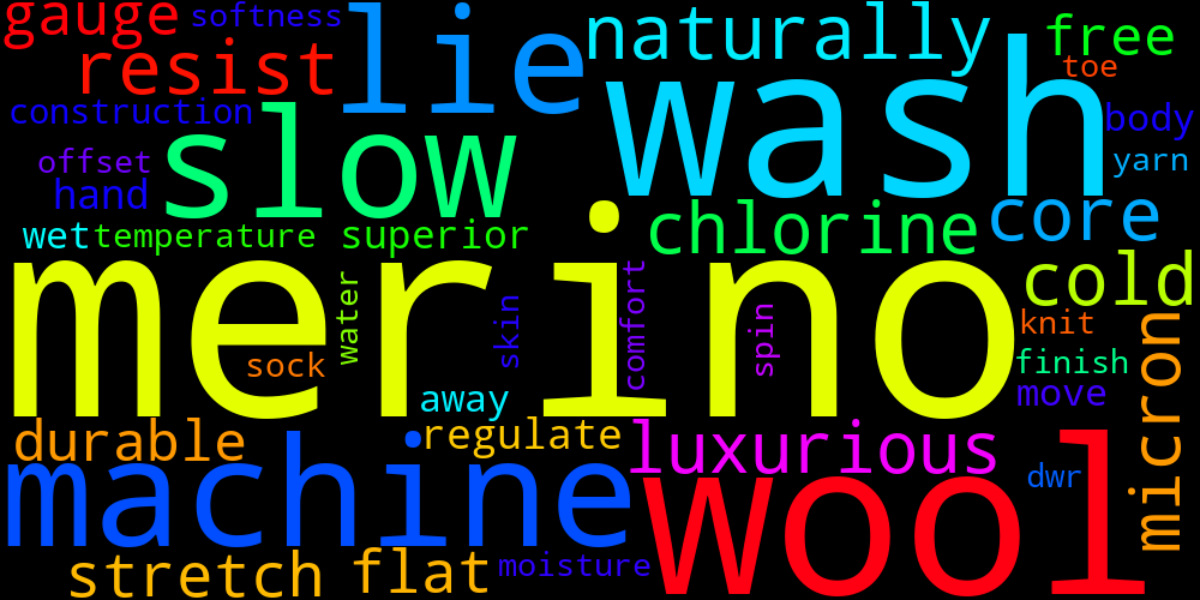 gauge
softness
lie
naturally
free
resist
toe
wash
construction
slow
body
offset
yarn
hand
chlorine
core
wet
temperature
superior
merino
cold
water
skin
comfort
spin
knit
micron
sock
finish
away
move
durable
regulate
luxurious
machine
wool
dwr
stretch
flat
moisture